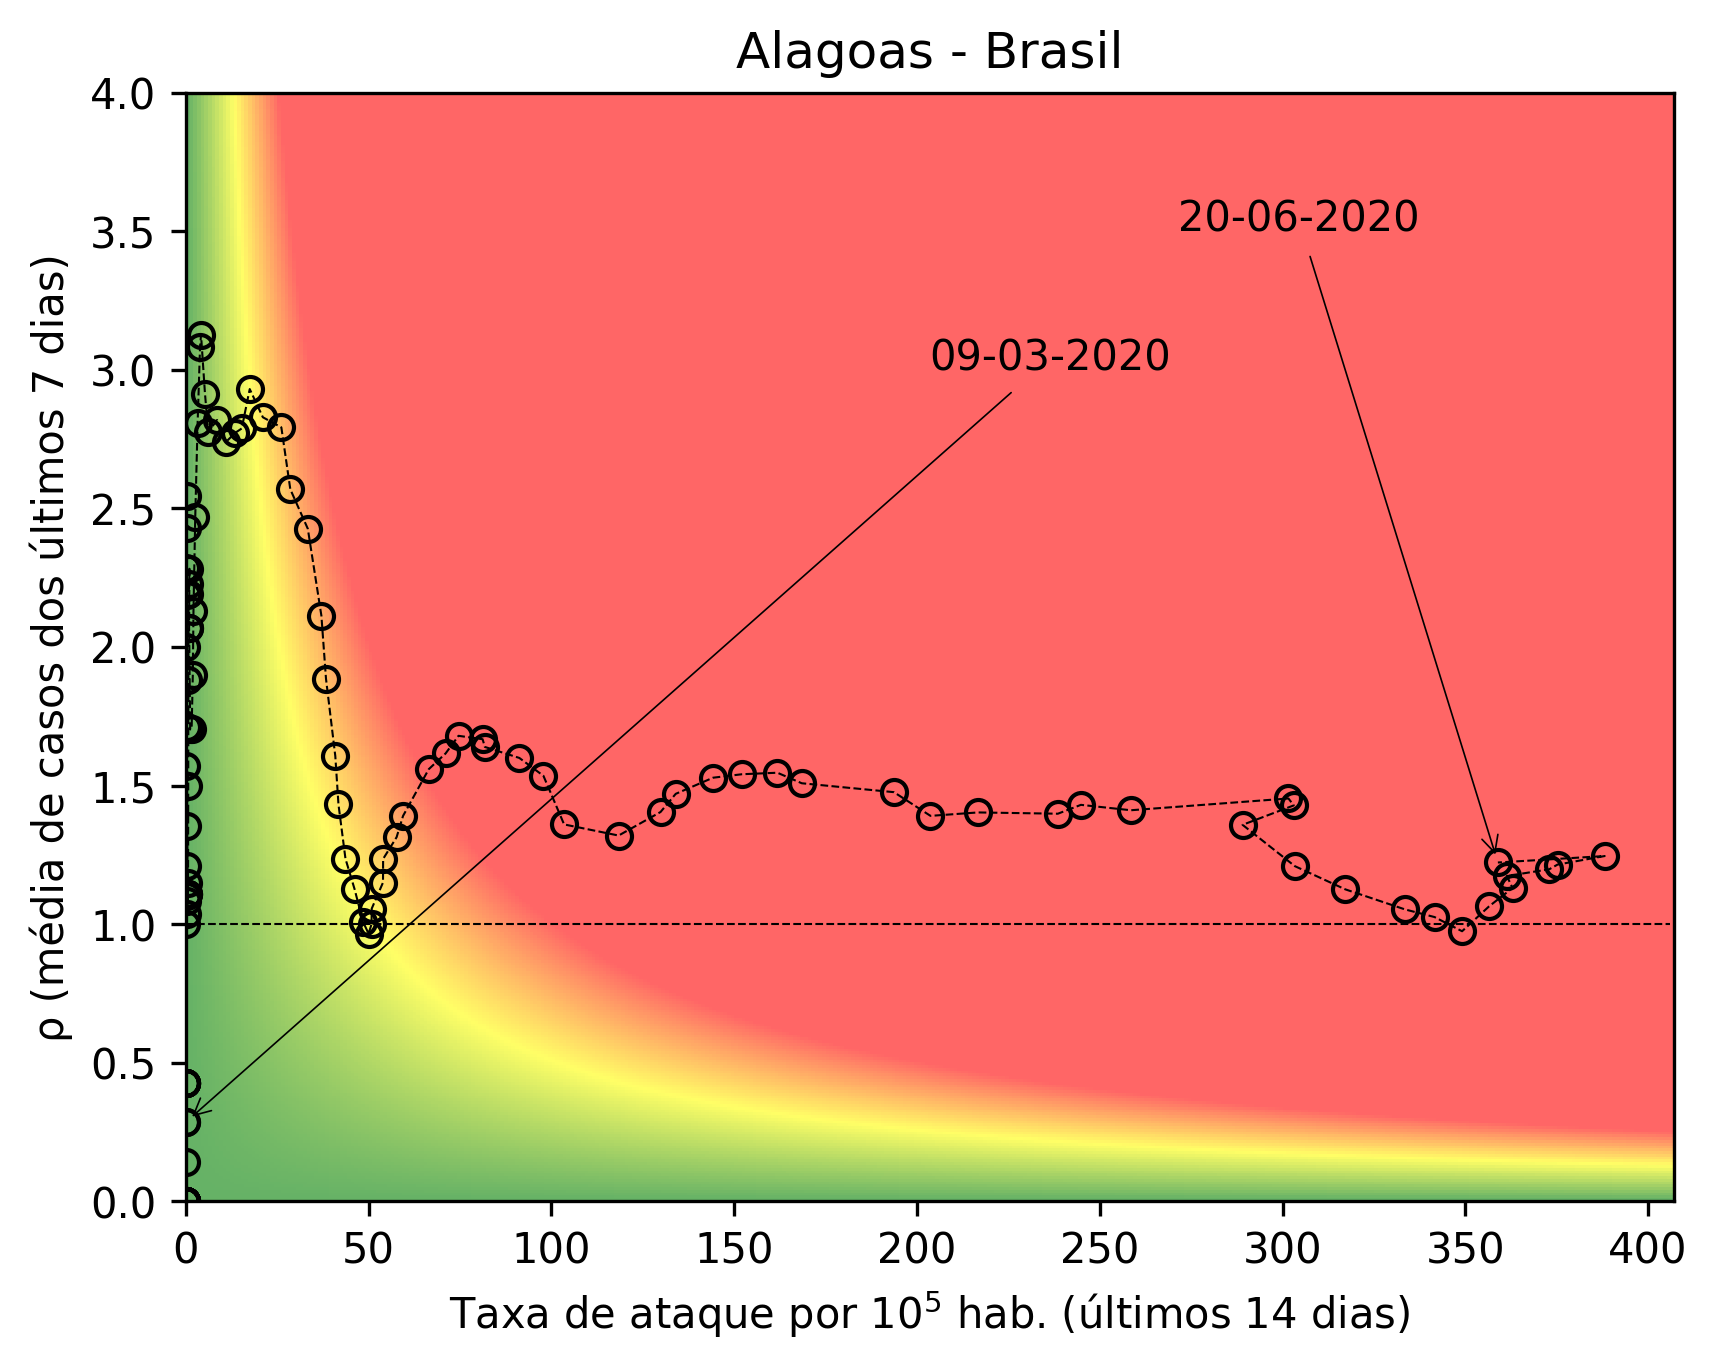 Alagoas - Brasil
4.0
3.5
3.0
2.5
2.0
1.5
1.0
0.5
0.0
ρ (média de casos dos últimos 7 dias)
20-06-2020
09-03-2020
0 50 100 150 200 250 300 350 400
Taxa de ataque por 10⁵ hab. (últimos 14 dias)